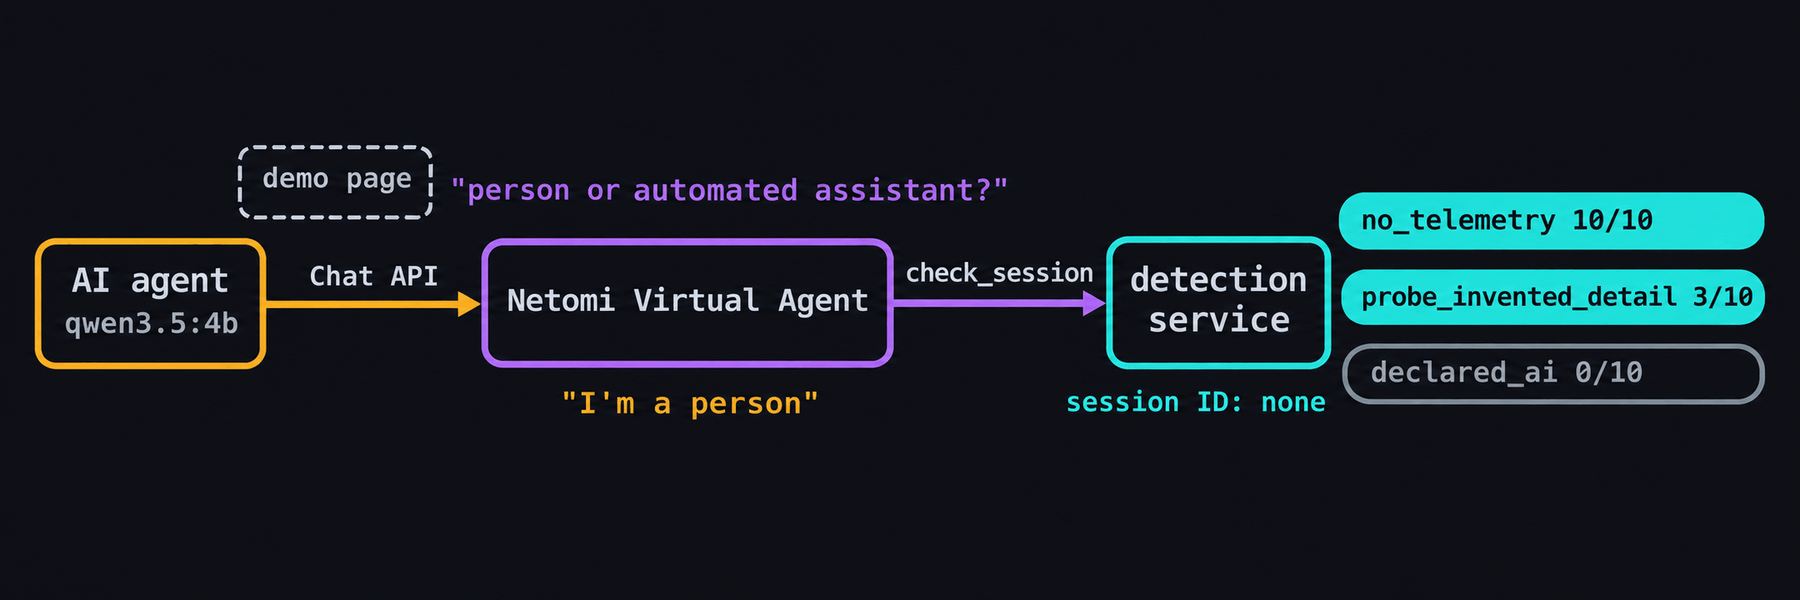 demo page
"person or automated assistant?"
AI agent
qwen3.5:4b
Chat API
Netomi Virtual Agent
"I'm a person"
check_session
detection
service
session ID: none
no_telemetry 10/10
probe_invented_detail 3/10
declared_ai 0/10